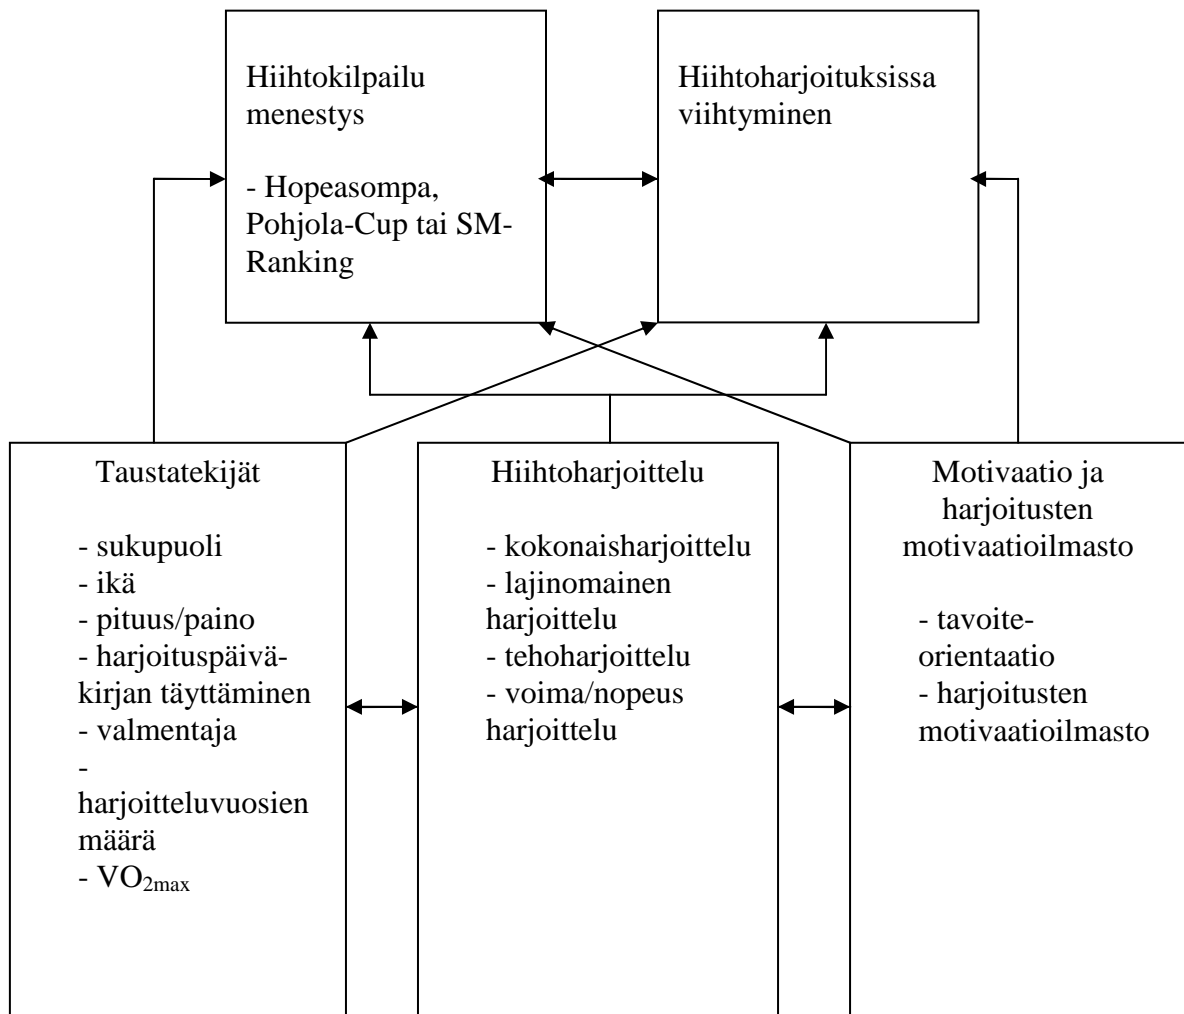 Hiihtokilpailu
menestys
- Hopeasompa,
Pohjola-Cup tai SM-
Ranking
Hiihtoharjoituksissa
viihtyminen
Taustatekijät
- sukupuoli
- ikä
- pituus/paino
- harjoituspäivä-
kirjan täyttäminen
- valmentaja
-
harjoitteluvuosien
määrä
- VO2max
Hiihtoharjoittelu
- kokonaisharjoittelu
- lajinomainen
harjoittelu
- tehoharjoittelu
- voima/nopeus
harjoittelu
Motivaatio ja
harjoitusten
motivaatioilmasto
- tavoite-
orientaatio
- harjoitusten
motivaatioilmasto